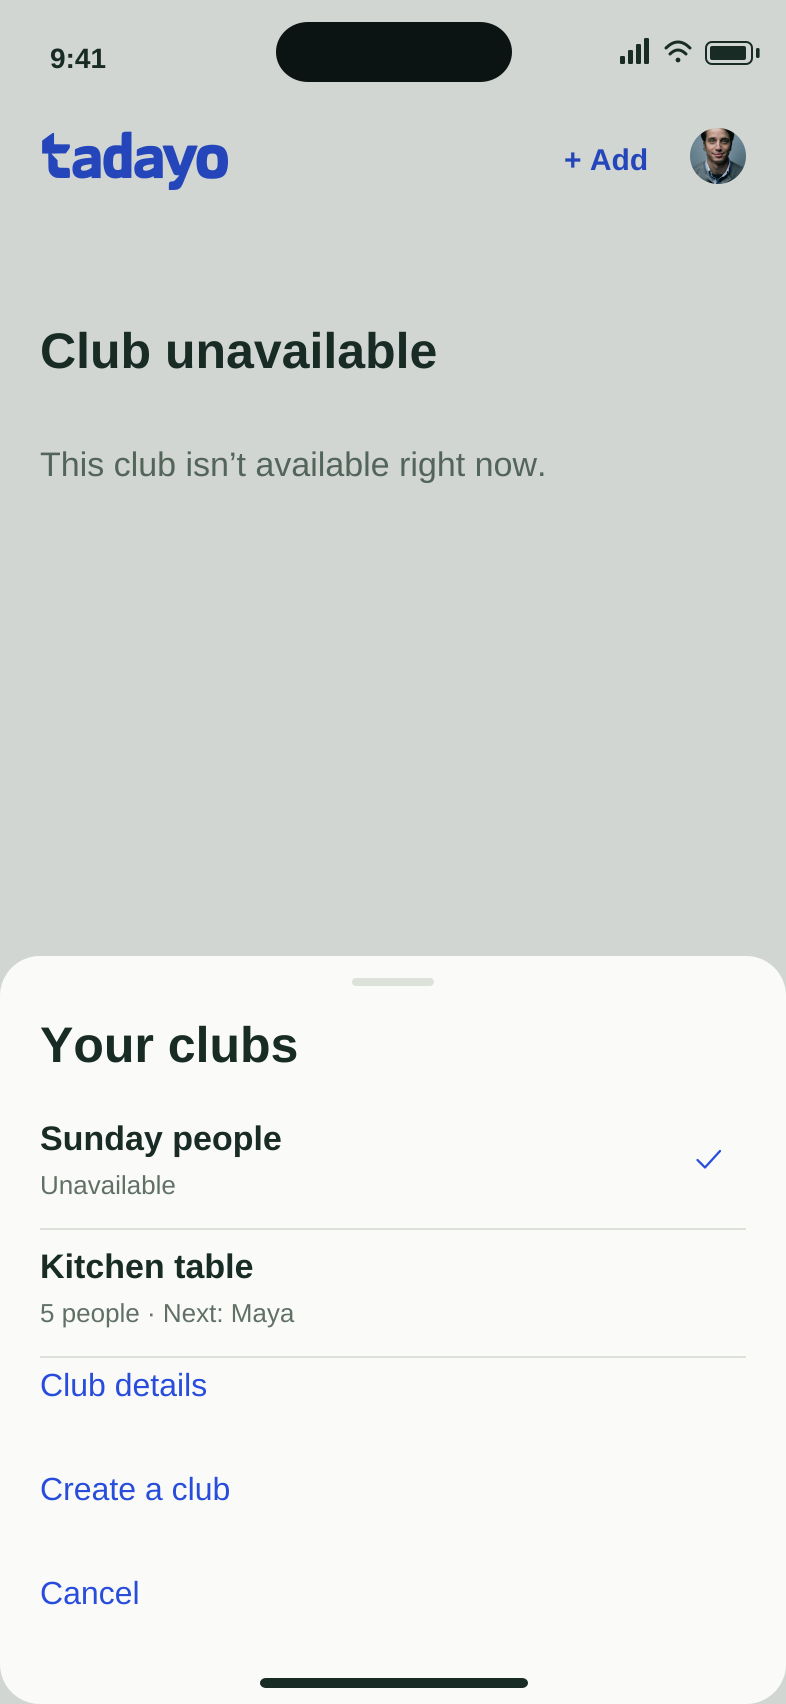 9:41
tadayo
+ Add
Club unavailable
This club isn’t available right now.
Your clubs
Sunday people
Unavailable
Kitchen table
5 people · Next: Maya
Club details
Create a club
Cancel